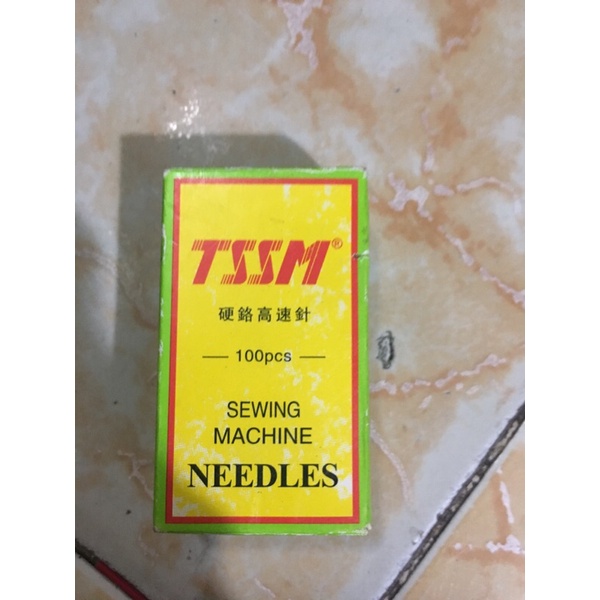 TSSM®
硬鉻高速針
100pcs
SEWING
MACHINE
NEEDLES